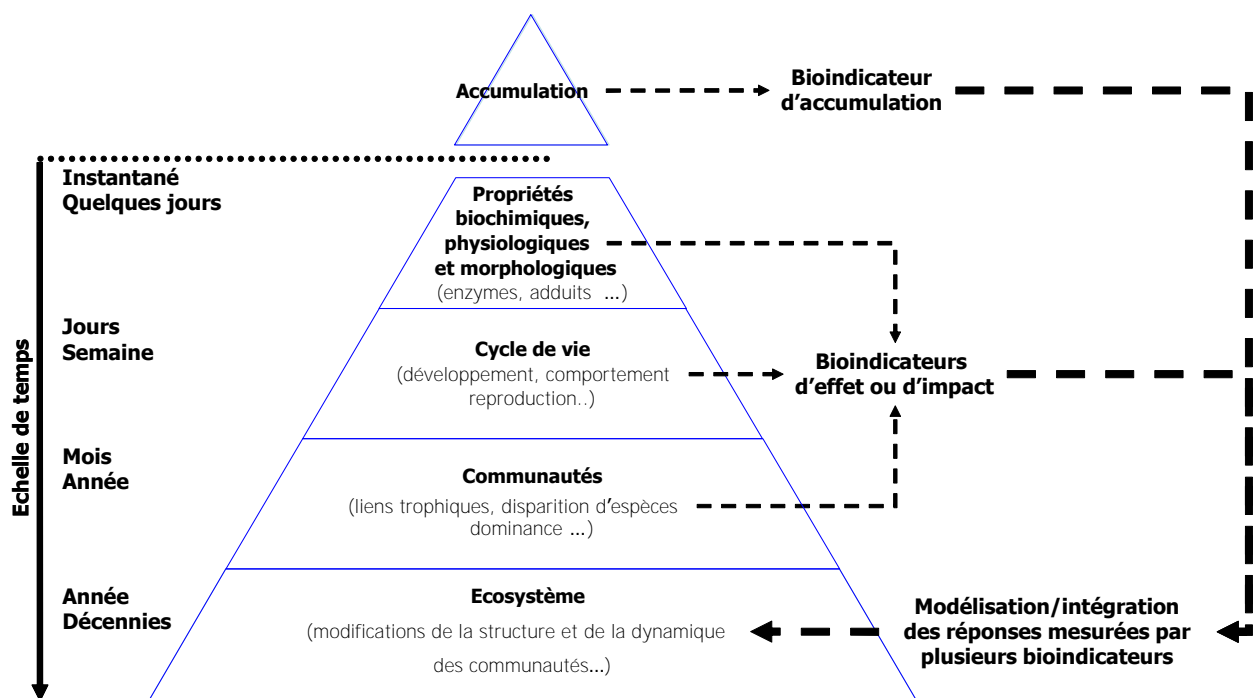 Accumulation
Bioindicateur
d'accumulation
Instantané
Quelques jours
Propriétés
biochimiques,
physiologiques
et morphologiques
(enzymes, adduits ...)
Jours
Semaine
Cycle de vie
(développement, comportement
reproduction..)
Bioindicateurs
d'effet ou d'impact
Echelle de temps
Mois
Année
Communautés
(liens trophiques, disparition d'espèces
dominance ...)
Année
Décennies
Ecosystème
(modifications de la structure et de la dynamique
des communautés...)
Modélisation/intégration
des réponses mesurées par
plusieurs bioindicateurs